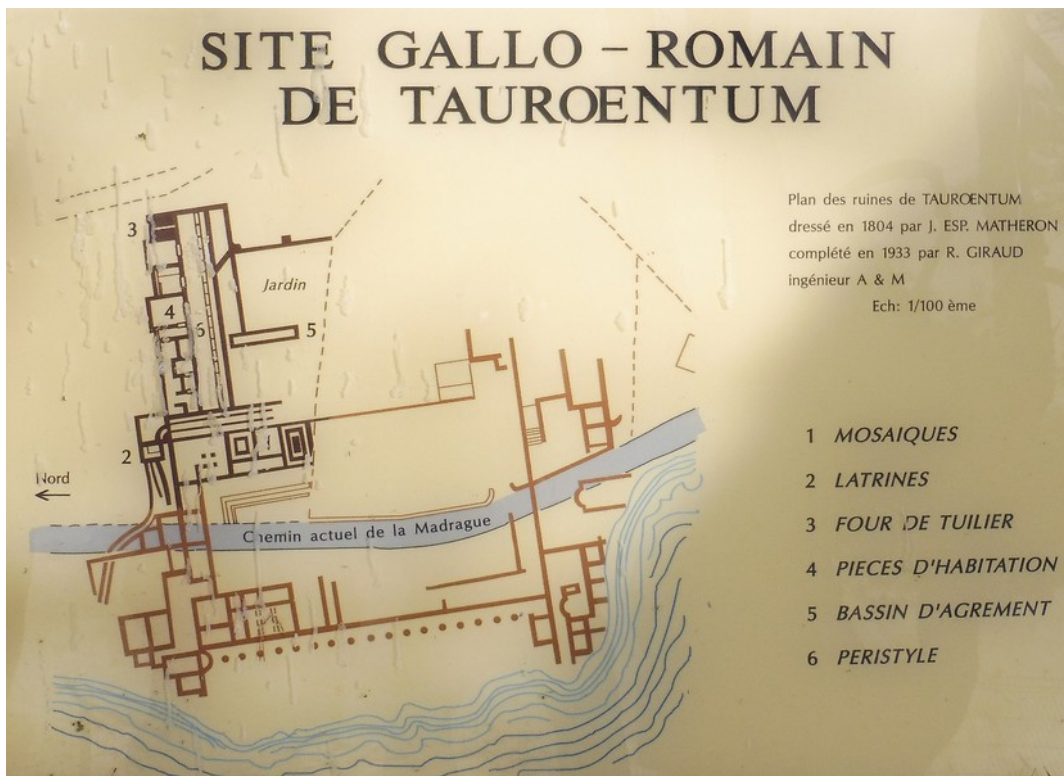 SITE GALLO – ROMAIN
DE TAUROENTUM
Plan des ruines de TAUROENTUM
dressé en 1804 par J. ESP. MATHERON
complété en 1933 par R. GIRAUD
ingénieur A & M
Ech: 1/100 ème
3
Jardin
4
6
5
1
2
Nord
Chemin actuel de la Madrague
1 MOSAIQUES
2 LATRINES
3 FOUR DE TUILIER
4 PIECES D'HABITATION
5 BASSIN D'AGREMENT
6 PERISTYLE